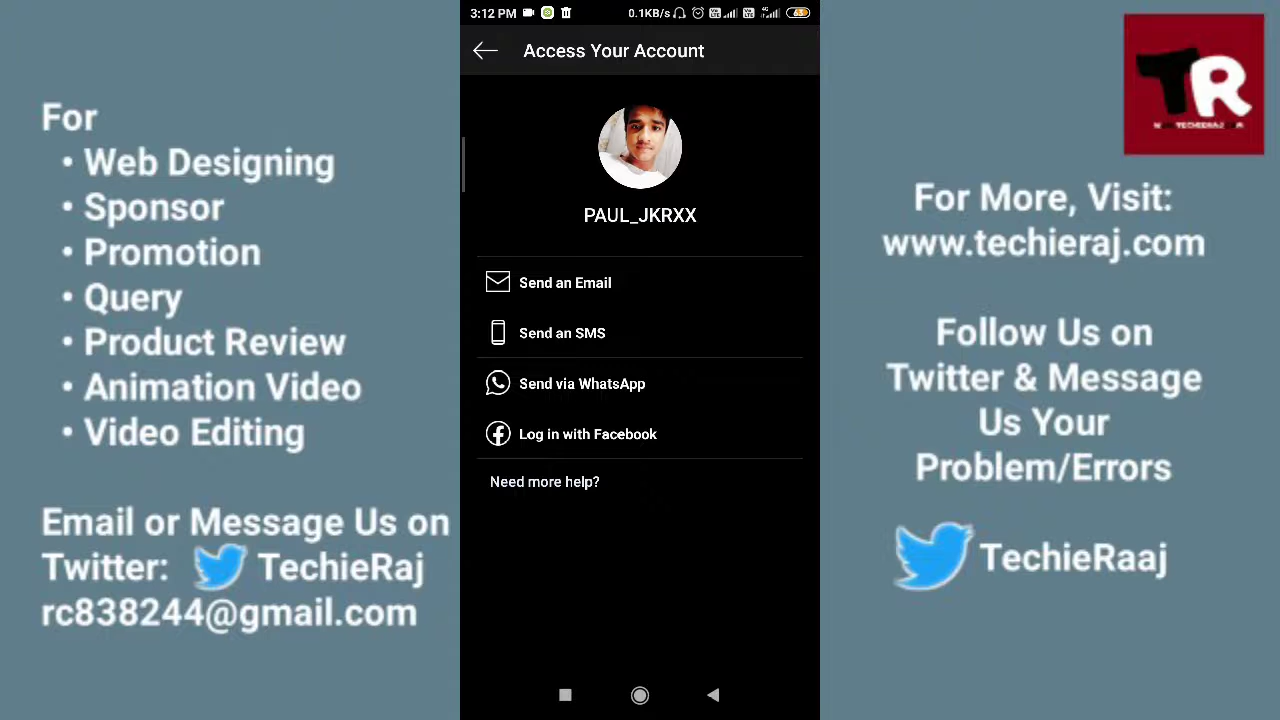 For
• Web Designing
• Sponsor
• Promotion
• Query
• Product Review
• Animation Video
• Video Editing
Email or Message Us on
Twitter: TechieRaj
rc838244@gmail.com
3:12 PM 0.1KB/s 4G 63
Access Your Account
PAUL_JKRXX
Send an Email
Send an SMS
Send via WhatsApp
Log in with Facebook
Need more help?
TR
For More, Visit:
www.techieraj.com
Follow Us on
Twitter & Message
Us Your
Problem/Errors
TechieRaaj